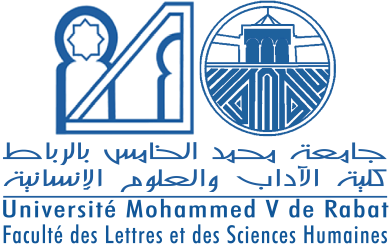 جامعة محمد الخامس بالرباط
كلية الآداب والعلوم الإنسانية
Université Mohammed V de Rabat
Faculté des Lettres et des Sciences Humaines